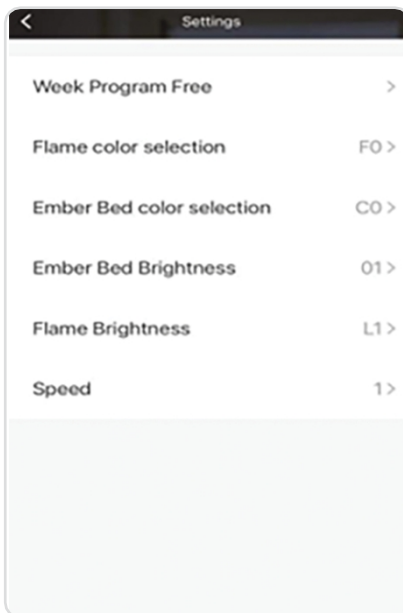 Settings
Week Program Free >
Flame color selection F0 >
Ember Bed color selection C0 >
Ember Bed Brightness 01 >
Flame Brightness L1 >
Speed 1 >